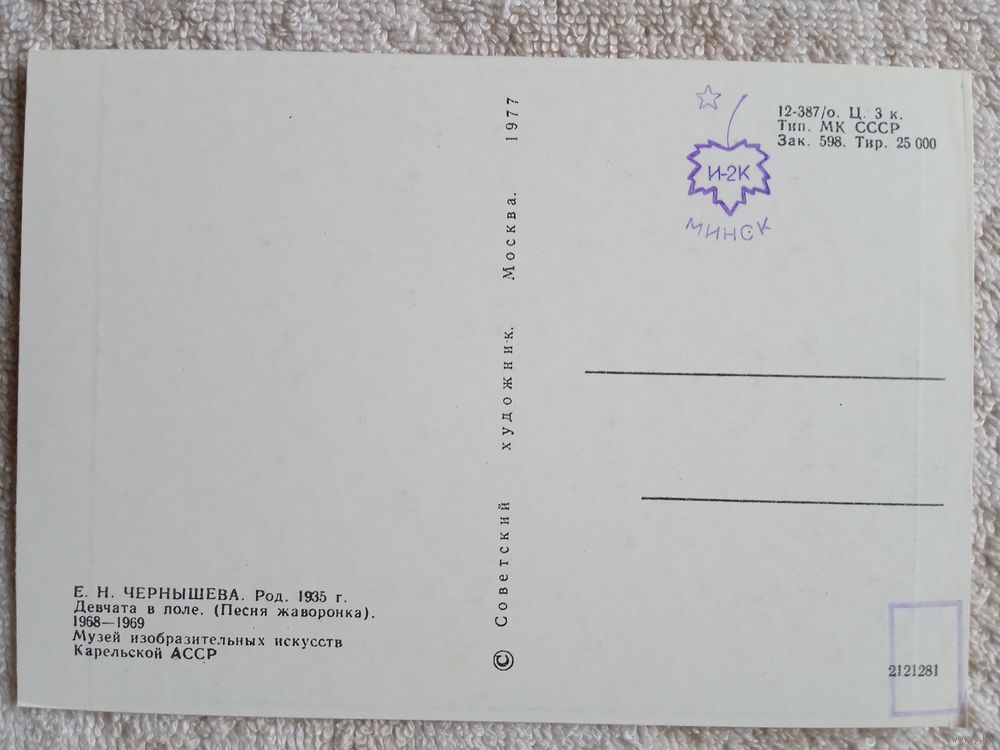 12-387/о. Ц. 3 к.
Тип. МК СССР
Зак. 598. Тир. 25 000
И-2К
МИНСК
© Советский художник. Москва. 1977
Е. Н. ЧЕРНЫШЕВА. Род. 1935 г.
Девчата в поле. (Песня жаворонка).
1968—1969
Музей изобразительных искусств
Карельской АССР
2121281